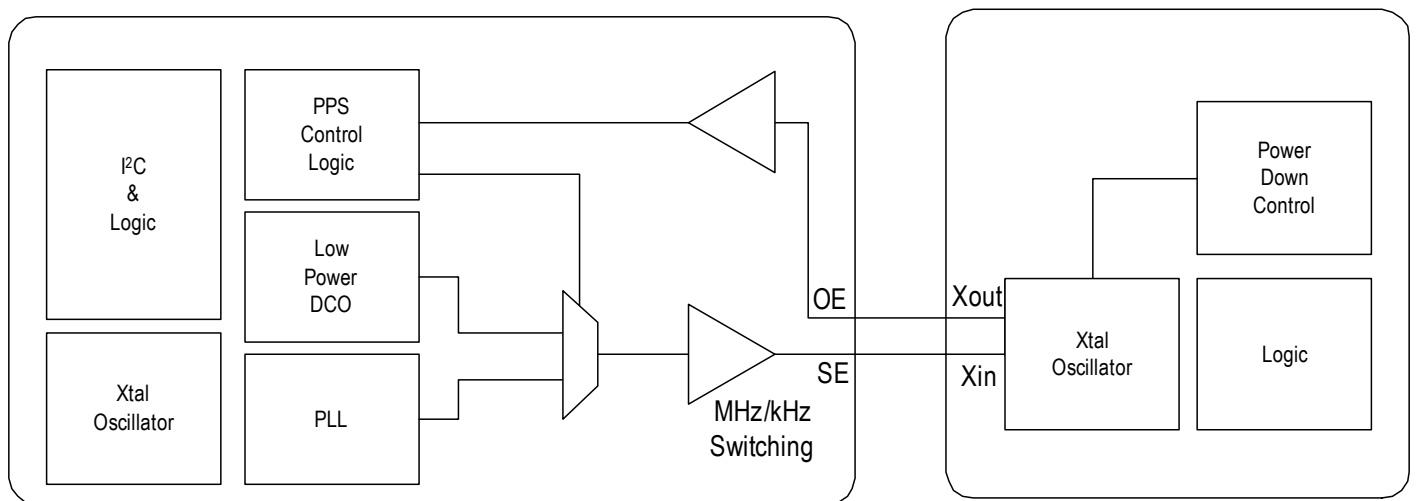 I²C
&
Logic
PPS
Control
Logic
Low
Power
DCO
Xtal
Oscillator
PLL
MHz/kHz
Switching
OE
SE
Xout
Xin
Power
Down
Control
Xtal
Oscillator
Logic